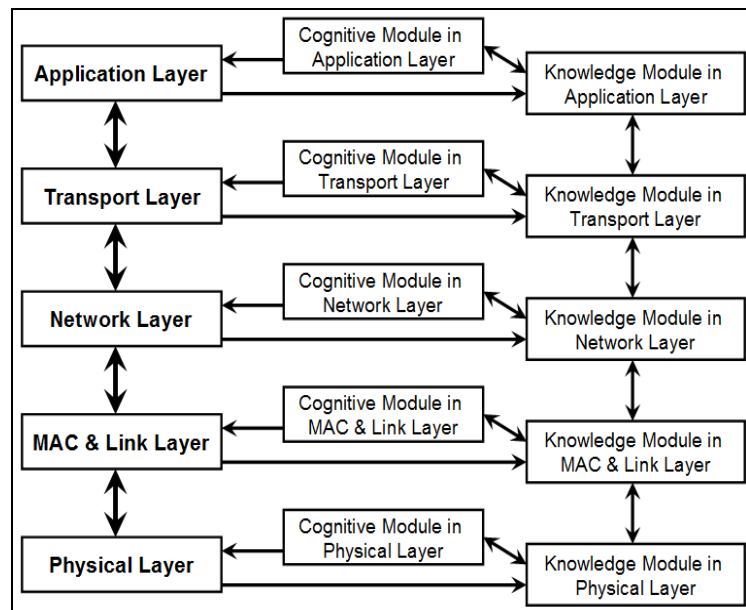 Cognitive Module in
Application Layer
Application Layer
Knowledge Module in
Application Layer
Cognitive Module in
Transport Layer
Transport Layer
Knowledge Module in
Transport Layer
Cognitive Module in
Network Layer
Network Layer
Knowledge Module in
Network Layer
Cognitive Module in
MAC & Link Layer
MAC & Link Layer
Knowledge Module in
MAC & Link Layer
Cognitive Module in
Physical Layer
Physical Layer
Knowledge Module in
Physical Layer